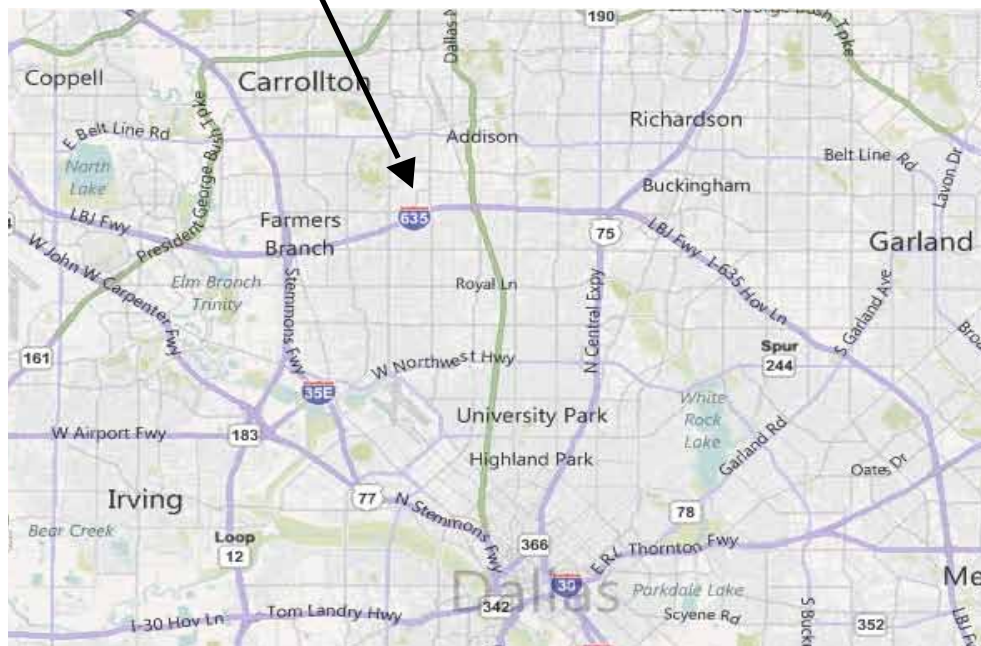 190
Coppell
Carrollton
Richardson
Addison
E Belt Line Rd
Belt Line Rd
North
Lake
President George Bush
Buckingham
Lavon Dr
LBJ Fwy
Farmers
Branch
635
75
LBJ Fwy I-635 Hov Ln
Garland
W John W Carpenter Fwy
Elm Branch
Trinity
Stemmons Fwy
Royal Ln
N Central Expy
S Garland Ave
161
W Northwest Hwy
Spur
244
35E
White
Rock
Lake
University Park
W Airport Fwy
183
Highland Park
Garland Rd
Oates Dr
Irving
77
N Stemmons Fwy
78
Bear Creek
Loop
12
366
E R L Thornton Fwy
30
Dallas
342
Parkdale Lake
I-30 Hov Ln
Tom Landry Hwy
Scyene Rd
352